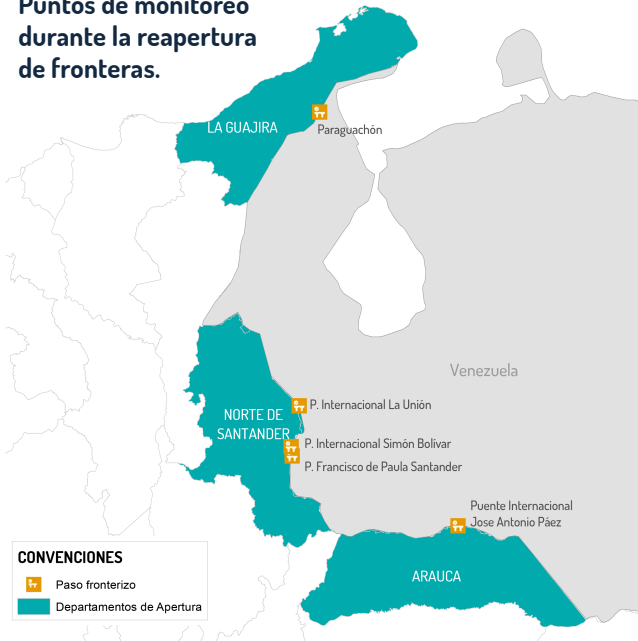 Puntos de monitoreo
durante la reapertura
de fronteras.
LA GUAJIRA
Paraguachón
Venezuela
P. Internacional La Unión
NORTE DE
SANTANDER
P. Internacional Simón Bolivar
P. Francisco de Paula Santander
Puente Internacional
Jose Antonio Páez
ARAUCA
CONVENCIONES
Paso fronterizo
Departamentos de Apertura